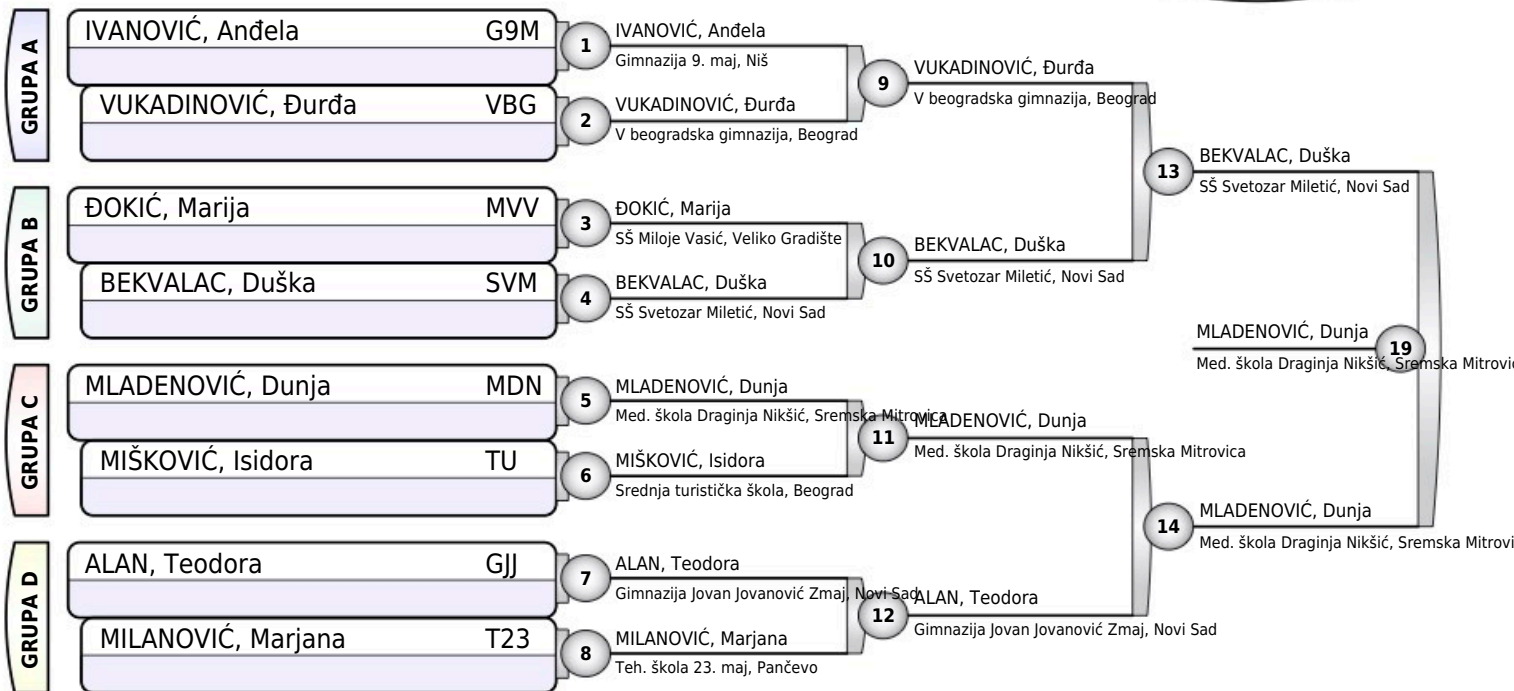 GRUPA A
IVANOVIĆ, Anđela G9M
VUKADINOVIĆ, Đurđa VBG
GRUPA B
ĐOKIĆ, Marija MVV
BEKVALAC, Duška SVM
GRUPA C
MLADENOVIĆ, Dunja MDN
MIŠKOVIĆ, Isidora TU
GRUPA D
ALAN, Teodora GJJ
MILANOVIĆ, Marjana T23
1
IVANOVIĆ, Anđela
Gimnazija 9. maj, Niš
2
VUKADINOVIĆ, Đurđa
V beogradska gimnazija, Beograd
3
ĐOKIĆ, Marija
SŠ Miloje Vasić, Veliko Gradište
4
BEKVALAC, Duška
SŠ Svetozar Miletić, Novi Sad
5
MLADENOVIĆ, Dunja
Med. škola Draginja Nikšić, Sremska Mitrovica
6
MIŠKOVIĆ, Isidora
Srednja turistička škola, Beograd
7
ALAN, Teodora
Gimnazija Jovan Jovanović Zmaj, Novi Sad
8
MILANOVIĆ, Marjana
Teh. škola 23. maj, Pančevo
9
VUKADINOVIĆ, Đurđa
V beogradska gimnazija, Beograd
10
BEKVALAC, Duška
SŠ Svetozar Miletić, Novi Sad
11
MLADENOVIĆ, Dunja
Med. škola Draginja Nikšić, Sremska Mitrovica
12
ALAN, Teodora
Gimnazija Jovan Jovanović Zmaj, Novi Sad
13
BEKVALAC, Duška
SŠ Svetozar Miletić, Novi Sad
14
MLADENOVIĆ, Dunja
Med. škola Draginja Nikšić, Sremska Mitrovi
MLADENOVIĆ, Dunja
19
Med. škola Draginja Nikšić, Sremska Mitrovic